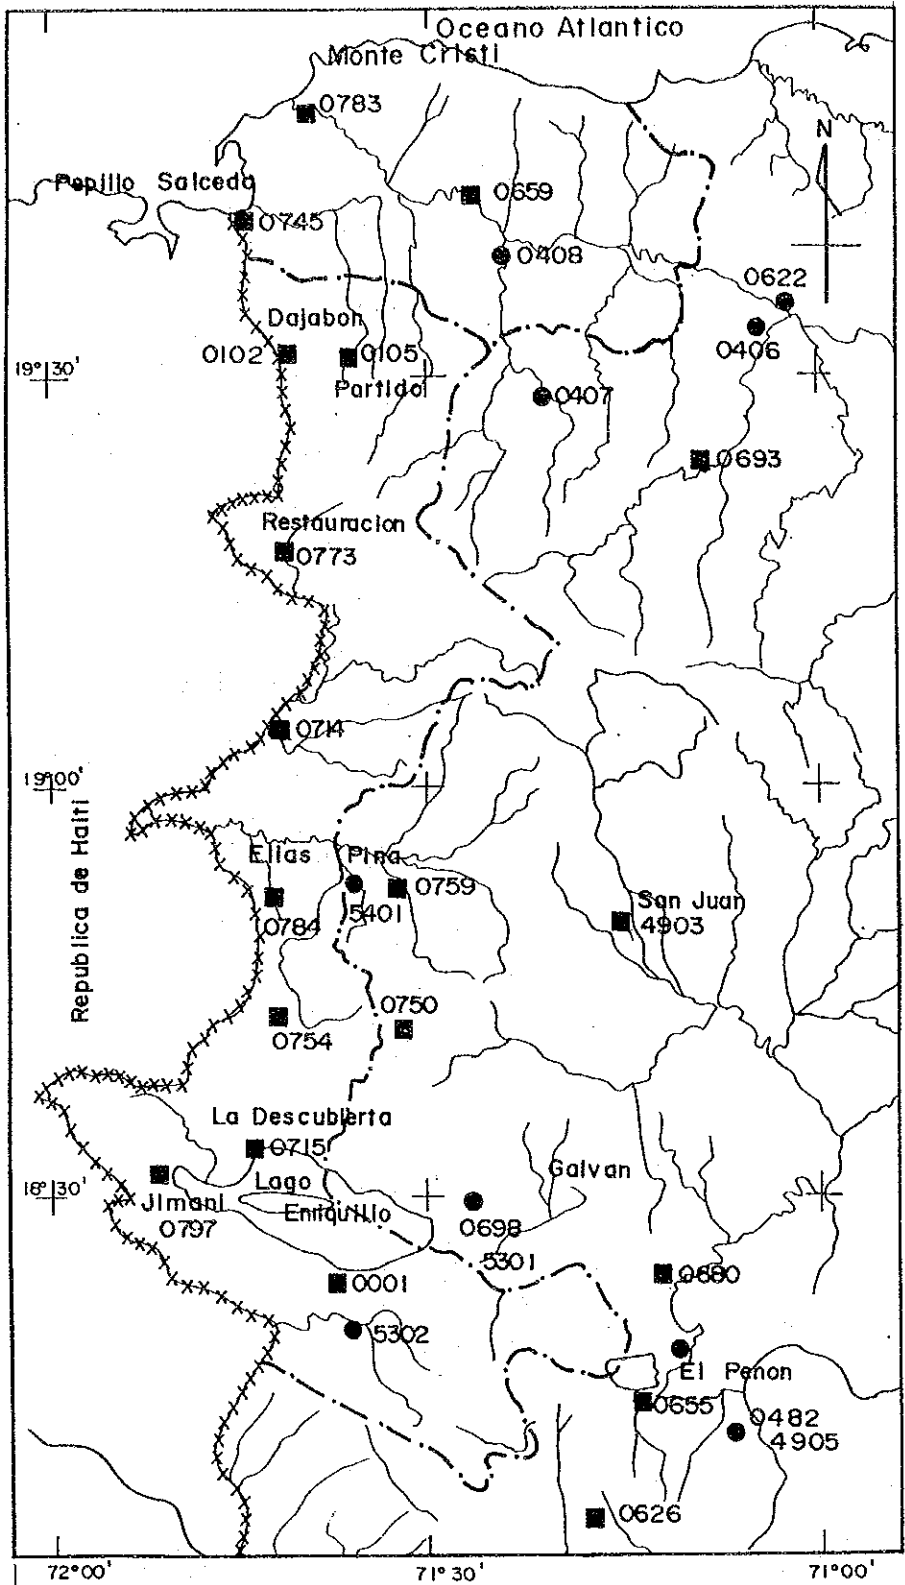 Oceano Atlantico
Monte Cristi
0783
N
Pepillo Salcedo
0659
0745
0408
0622
Dajabon
0102
0105
0406
19°30'
Partido
0407
0693
Restauracion
0773
0714
19°00'
Republica de Haiti
Elias Pina
0759
5401
San Juan
0784
4903
0750
0754
La Descubierta
0715
Galvan
18°30'
Lago
Jimani
Enriquillo
0797
0698
5301
0680
0001
5302
El Penon
0655
0482
4905
0626
72°00'
71°30'
71°00'